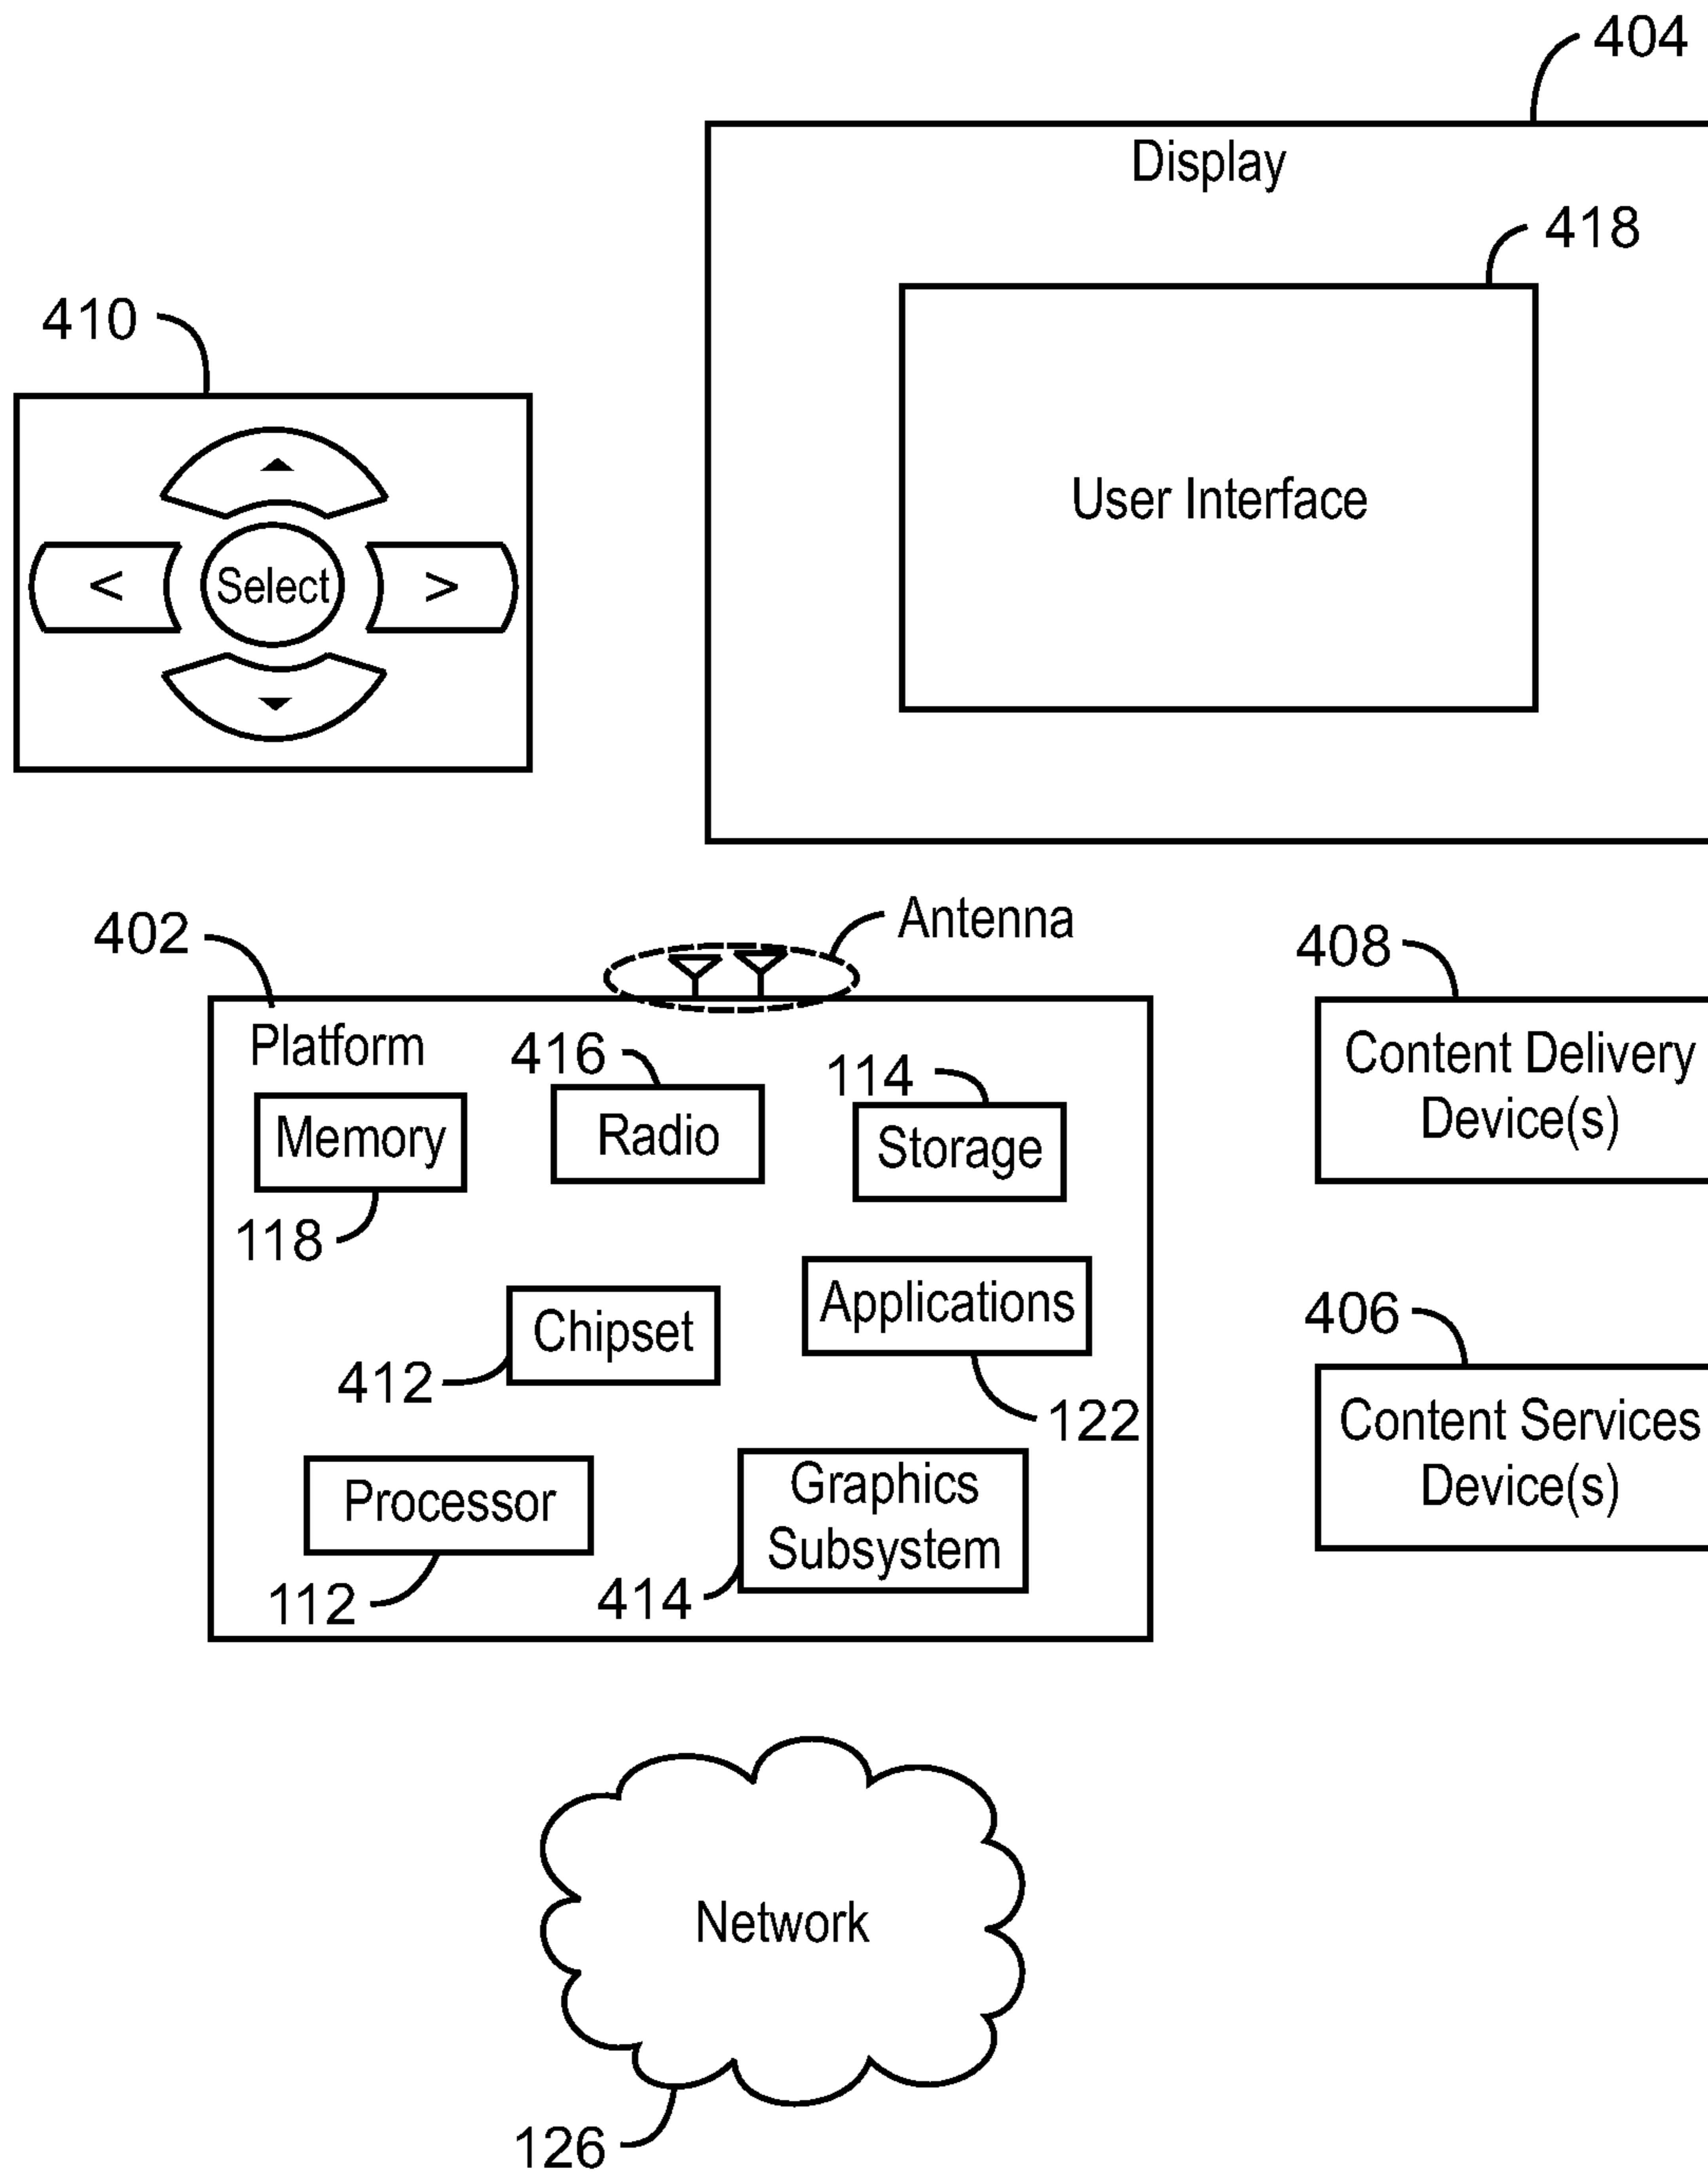 404
Display
418
User Interface
410
<
Select
>
402
Antenna
Platform
416
114
Memory
Radio
Storage
118
Chipset
Applications
412
122
Processor
Graphics
Subsystem
112
414
408
Content Delivery
Device(s)
406
Content Services
Device(s)
Network
126